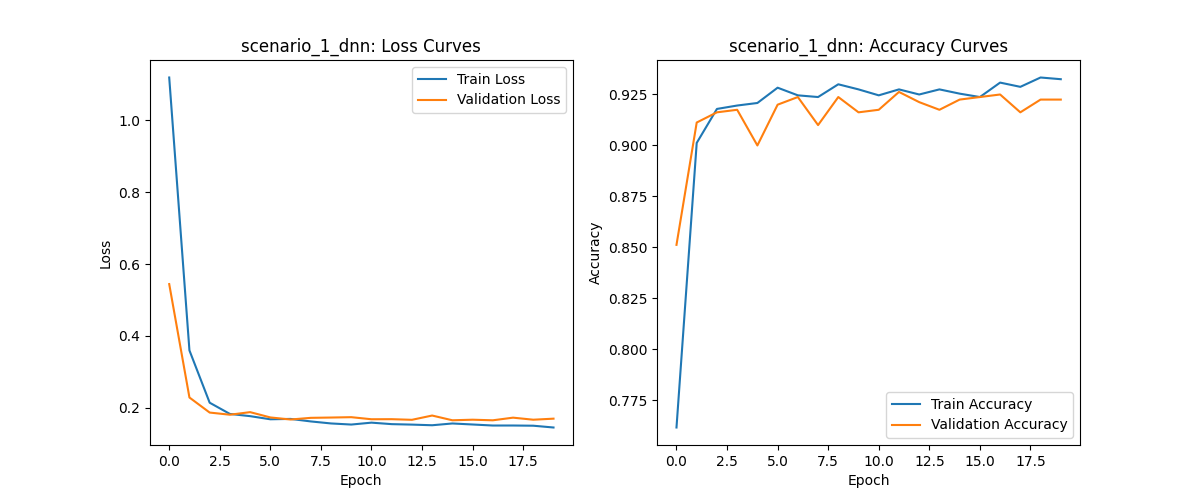 scenario_1_dnn: Loss Curves
Train Loss
Validation Loss
1.0
0.8
0.6
0.4
0.2
Loss
0.0 2.5 5.0 7.5 10.0 12.5 15.0 17.5
Epoch
scenario_1_dnn: Accuracy Curves
0.925
0.900
0.875
0.850
0.825
0.800
0.775
Accuracy
Train Accuracy
Validation Accuracy
0.0 2.5 5.0 7.5 10.0 12.5 15.0 17.5
Epoch